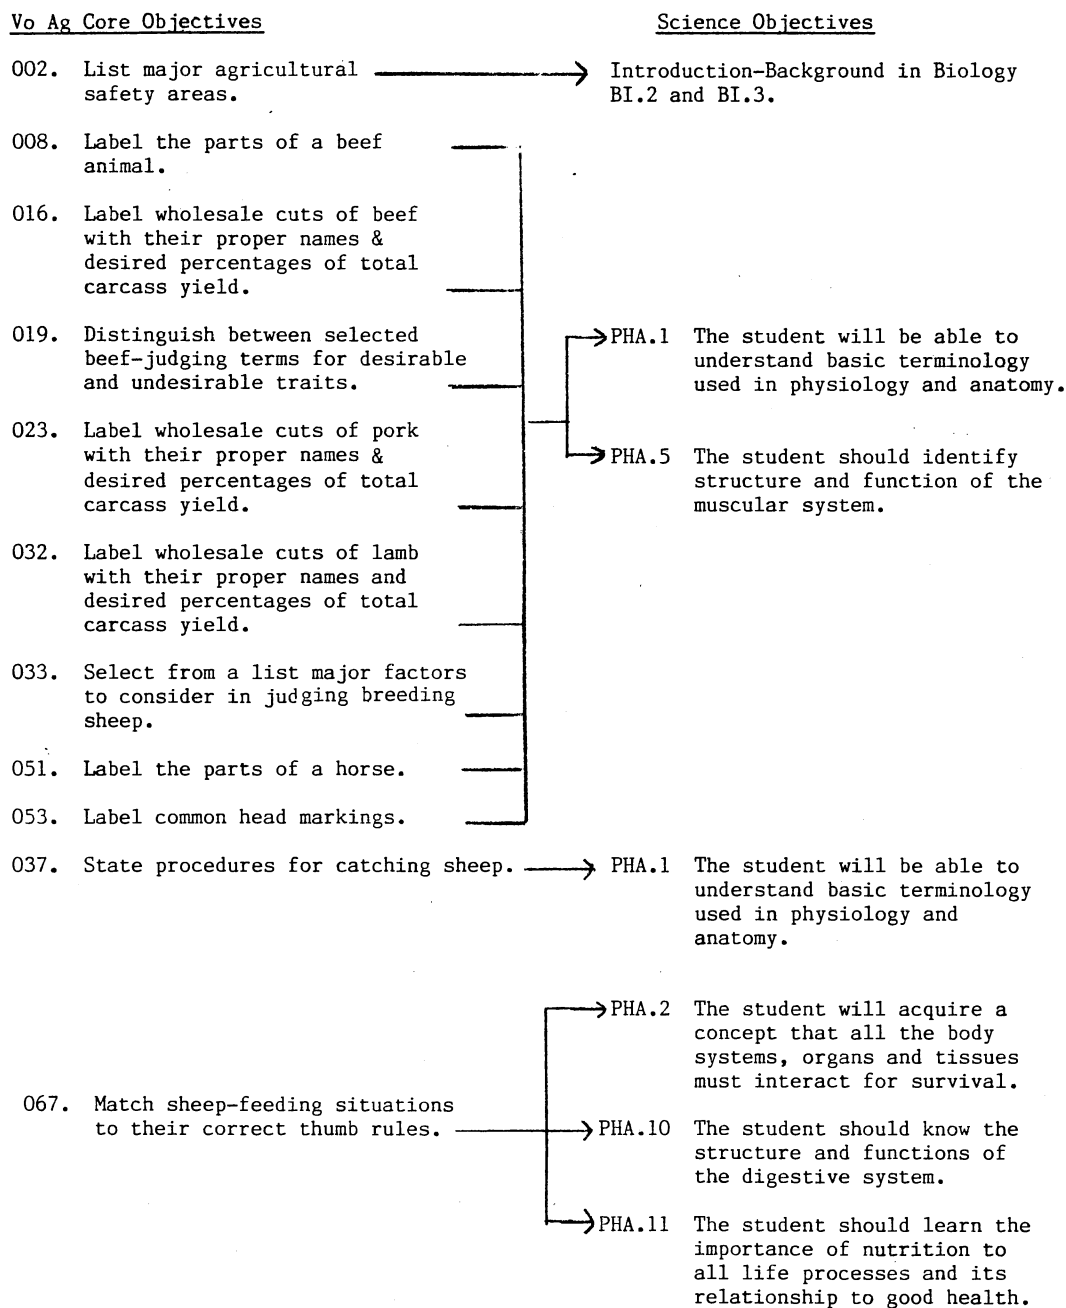 Vo Ag Core Objectives
Science Objectives
002. List major agricultural
safety areas.
Introduction-Background in Biology
BI.2 and BI.3.
008. Label the parts of a beef
animal.
016. Label wholesale cuts of beef
with their proper names &
desired percentages of total
carcass yield.
019. Distinguish between selected
beef-judging terms for desirable
and undesirable traits.
023. Label wholesale cuts of pork
with their proper names &
desired percentages of total
carcass yield.
032. Label wholesale cuts of lamb
with their proper names and
desired percentages of total
carcass yield.
033. Select from a list major factors
to consider in judging breeding
sheep.
051. Label the parts of a horse.
053. Label common head markings.
PHA.1 The student will be able to
understand basic terminology
used in physiology and anatomy.
PHA.5 The student should identify
structure and function of the
muscular system.
037. State procedures for catching sheep.
PHA.1 The student will be able to
understand basic terminology
used in physiology and
anatomy.
067. Match sheep-feeding situations
to their correct thumb rules.
PHA.2 The student will acquire a
concept that all the body
systems, organs and tissues
must interact for survival.
PHA.10 The student should know the
structure and functions of
the digestive system.
PHA.11 The student should learn the
importance of nutrition to
all life processes and its
relationship to good health.